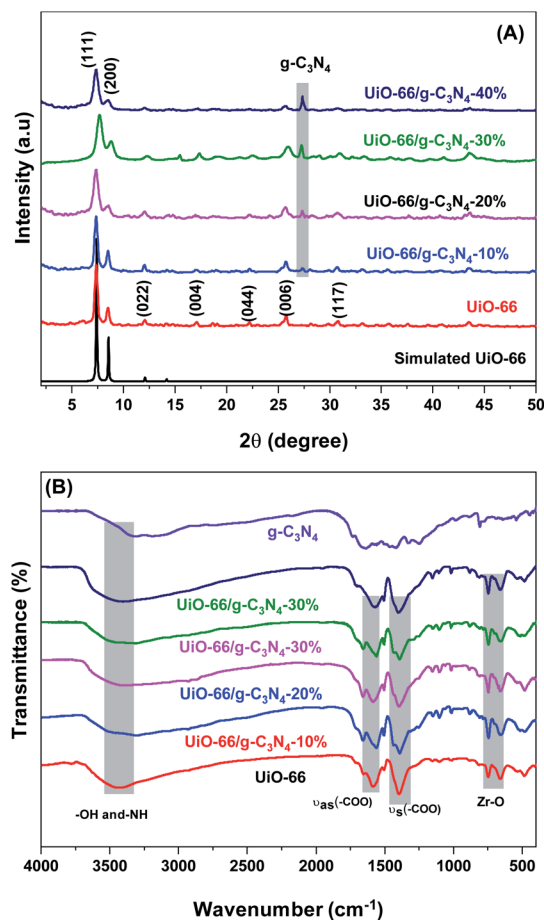 (A)
(111)
(200)
g-C₃N₄
UiO-66/g-C₃N₄-40%
UiO-66/g-C₃N₄-30%
UiO-66/g-C₃N₄-20%
UiO-66/g-C₃N₄-10%
(022)
(004)
(044)
(006)
(117)
UiO-66
Simulated UiO-66
Intensity (a.u)
5 10 15 20 25 30 35 40 45 50
2θ (degree)
(B)
g-C₃N₄
UiO-66/g-C₃N₄-30%
UiO-66/g-C₃N₄-30%
UiO-66/g-C₃N₄-20%
UiO-66/g-C₃N₄-10%
UiO-66
-OH and-NH
υas(-COO)
υs(-COO)
Zr-O
Transmittance (%)
4000 3500 3000 2500 2000 1500 1000 500
Wavenumber (cm⁻¹)